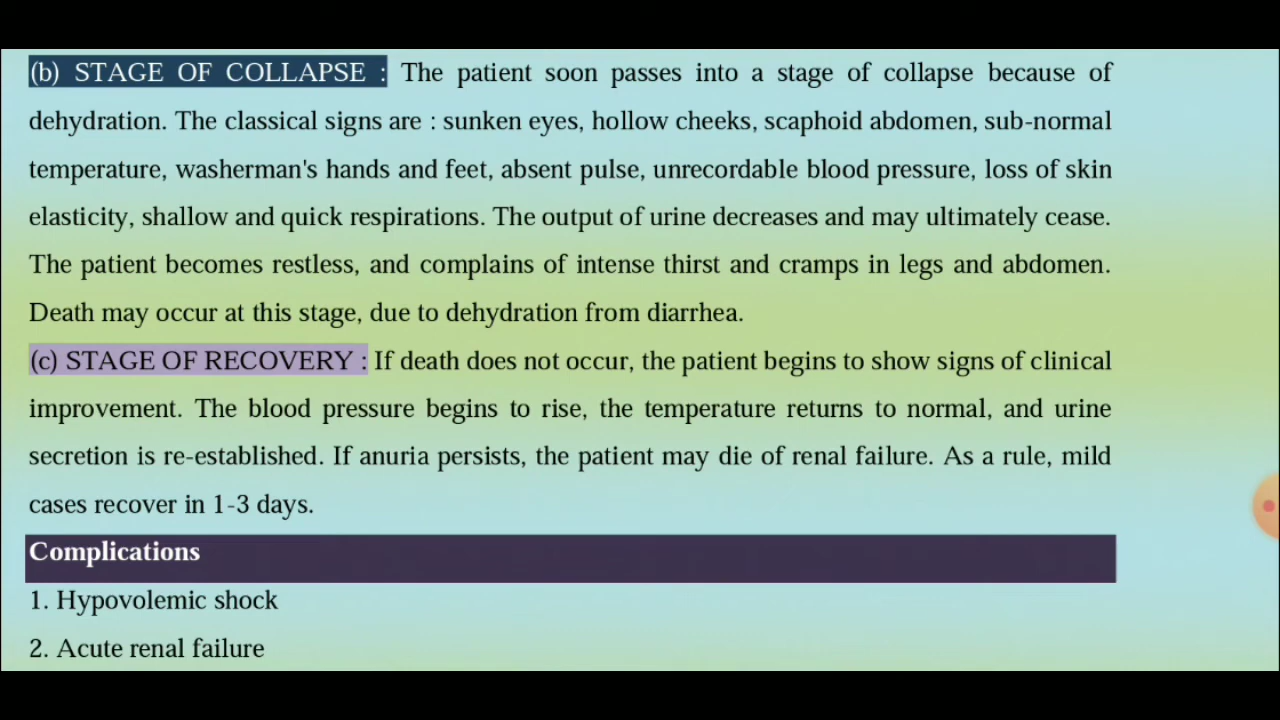 (b) STAGE OF COLLAPSE : The patient soon passes into a stage of collapse because of
dehydration. The classical signs are : sunken eyes, hollow cheeks, scaphoid abdomen, sub-normal
temperature, washerman's hands and feet, absent pulse, unrecordable blood pressure, loss of skin
elasticity, shallow and quick respirations. The output of urine decreases and may ultimately cease.
The patient becomes restless, and complains of intense thirst and cramps in legs and abdomen.
Death may occur at this stage, due to dehydration from diarrhea.
(c) STAGE OF RECOVERY : If death does not occur, the patient begins to show signs of clinical
improvement. The blood pressure begins to rise, the temperature returns to normal, and urine
secretion is re-established. If anuria persists, the patient may die of renal failure. As a rule, mild
cases recover in 1-3 days.
Complications
1. Hypovolemic shock
2. Acute renal failure